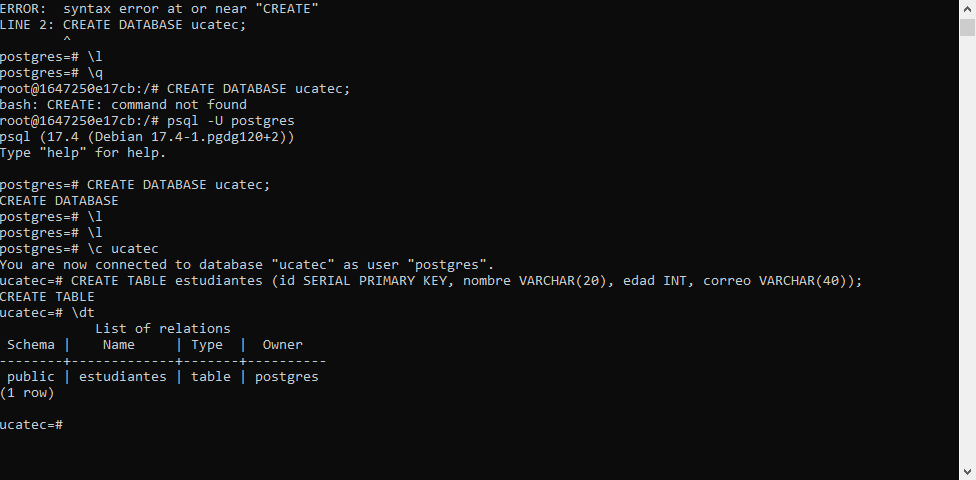 ERROR:  syntax error at or near "CREATE"
LINE 2: CREATE DATABASE ucatec;
        ^
postgres=# \l
postgres=# \q
root@1647250e17cb:/# CREATE DATABASE ucatec;
bash: CREATE: command not found
root@1647250e17cb:/# psql -U postgres
psql (17.4 (Debian 17.4-1.pgdg120+2))
Type "help" for help.

postgres=# CREATE DATABASE ucatec;
CREATE DATABASE
postgres=# \l
postgres=# \l
postgres=# \c ucatec
You are now connected to database "ucatec" as user "postgres".
ucatec=# CREATE TABLE estudiantes (id SERIAL PRIMARY KEY, nombre VARCHAR(20), edad INT, correo VARCHAR(40));
CREATE TABLE
ucatec=# \dt
            List of relations
 Schema |    Name     | Type  |  Owner
--------+-------------+-------+----------
 public | estudiantes | table | postgres
(1 row)

ucatec=#